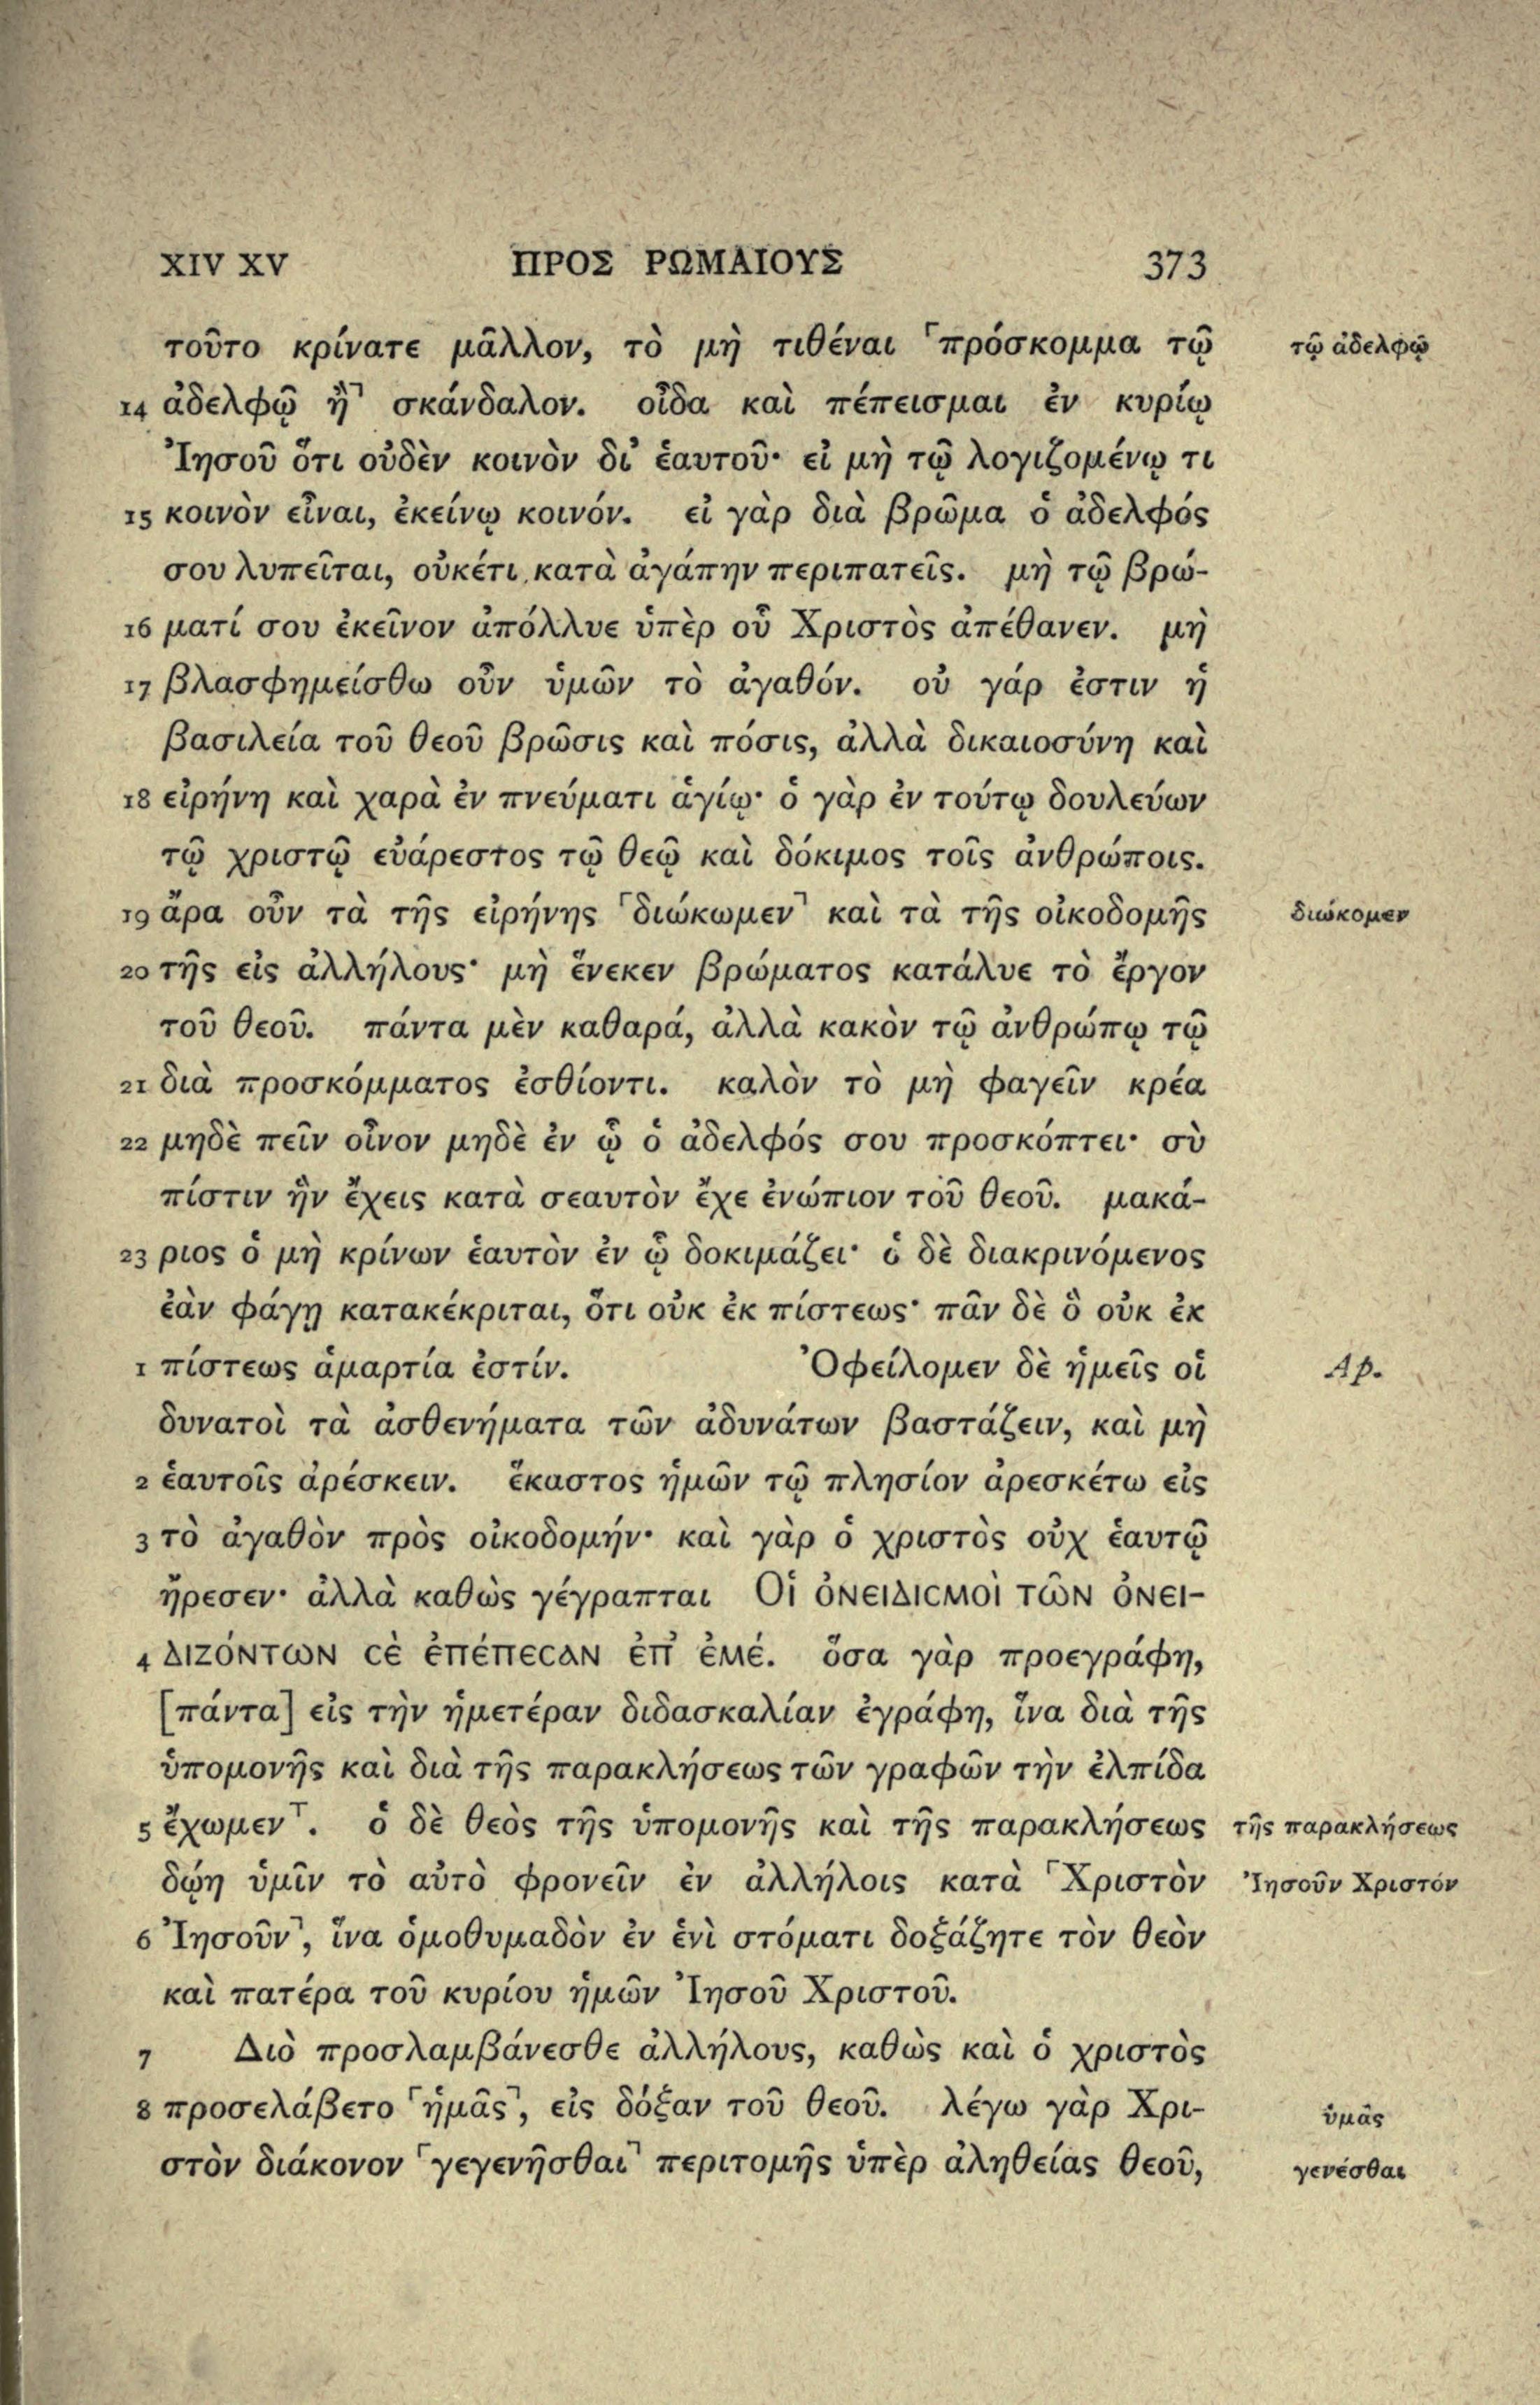 XIV XV ΠΡΟΣ ΡΩΜΑΙΟΥΣ 373
τοῦτο κρίνατε μᾶλλον, τὸ μὴ τιθέναι ⸀πρόσκομμα τῷ τῷ ἀδελφῷ
14 ἀδελφῷ ἢ⸃ σκάνδαλον. οἶδα καὶ πέπεισμαι ἐν κυρίῳ
Ἰησοῦ ὅτι οὐδὲν κοινὸν δι’ ἑαυτοῦ· εἰ μὴ τῷ λογιζομένῳ τι
15 κοινὸν εἶναι, ἐκείνῳ κοινόν. εἰ γὰρ διὰ βρῶμα ὁ ἀδελφός
σου λυπεῖται, οὐκέτι κατὰ ἀγάπην περιπατεῖς. μὴ τῷ βρώ-
16 ματί σου ἐκεῖνον ἀπόλλυε ὑπὲρ οὗ Χριστὸς ἀπέθανεν. μὴ
17 βλασφημείσθω οὖν ὑμῶν τὸ ἀγαθόν. οὐ γάρ ἐστιν ἡ
βασιλεία τοῦ θεοῦ βρῶσις καὶ πόσις, ἀλλὰ δικαιοσύνη καὶ
18 εἰρήνη καὶ χαρὰ ἐν πνεύματι ἁγίῳ· ὁ γὰρ ἐν τούτῳ δουλεύων
τῷ χριστῷ εὐάρεστος τῷ θεῷ καὶ δόκιμος τοῖς ἀνθρώποις.
19 ἄρα οὖν τὰ τῆς εἰρήνης ⸂διώκωμεν⸃ καὶ τὰ τῆς οἰκοδομῆς διώκομεν
20 τῆς εἰς ἀλλήλους· μὴ ἕνεκεν βρώματος κατάλυε τὸ ἔργον
τοῦ θεοῦ. πάντα μὲν καθαρά, ἀλλὰ κακὸν τῷ ἀνθρώπῳ τῷ
21 διὰ προσκόμματος ἐσθίοντι. καλὸν τὸ μὴ φαγεῖν κρέα
22 μηδὲ πεῖν οἶνον μηδὲ ἐν ᾧ ὁ ἀδελφός σου προσκόπτει· σὺ
πίστιν ἣν ἔχεις κατὰ σεαυτὸν ἔχε ἐνώπιον τοῦ θεοῦ. μακά-
23 ριος ὁ μὴ κρίνων ἑαυτὸν ἐν ᾧ δοκιμάζει· ὁ δὲ διακρινόμενος
ἐὰν φάγῃ κατακέκριται, ὅτι οὐκ ἐκ πίστεως· πᾶν δὲ ὃ οὐκ ἐκ
1 πίστεως ἁμαρτία ἐστίν. Ὀφείλομεν δὲ ἡμεῖς οἱ Ap.
δυνατοὶ τὰ ἀσθενήματα τῶν ἀδυνάτων βαστάζειν, καὶ μὴ
2 ἑαυτοῖς ἀρέσκειν. ἕκαστος ἡμῶν τῷ πλησίον ἀρεσκέτω εἰς
3 τὸ ἀγαθὸν πρὸς οἰκοδομήν· καὶ γὰρ ὁ χριστὸς οὐχ ἑαυτῷ
ἤρεσεν· ἀλλὰ καθὼς γέγραπται Οἱ ὀνειδιϲμοὶ τῶν ὀνει-
4 διζόντων ϲὲ ἐπέπεϲαν ἐπ’ ἐμέ. ὅσα γὰρ προεγράφη,
[πάντα] εἰς τὴν ἡμετέραν διδασκαλίαν ἐγράφη, ἵνα διὰ τῆς
ὑπομονῆς καὶ διὰ τῆς παρακλήσεως τῶν γραφῶν τὴν ἐλπίδα
5 ἔχωμεν⸆. ὁ δὲ θεὸς τῆς ὑπομονῆς καὶ τῆς παρακλήσεως τῆς παρακλήσεως
δῴη ὑμῖν τὸ αὐτὸ φρονεῖν ἐν ἀλλήλοις κατὰ ⸂Χριστὸν Ἰησοῦν Χριστόν
6 Ἰησοῦν⸃, ἵνα ὁμοθυμαδὸν ἐν ἑνὶ στόματι δοξάζητε τὸν θεὸν
καὶ πατέρα τοῦ κυρίου ἡμῶν Ἰησοῦ Χριστοῦ.
7 Διὸ προσλαμβάνεσθε ἀλλήλους, καθὼς καὶ ὁ χριστὸς
8 προσελάβετο ⸂ἡμᾶς⸃, εἰς δόξαν τοῦ θεοῦ. λέγω γὰρ Χρι- ὑμᾶς
στὸν διάκονον ⸂γεγενῆσθαι⸃ περιτομῆς ὑπὲρ ἀληθείας θεοῦ, γενέσθαι